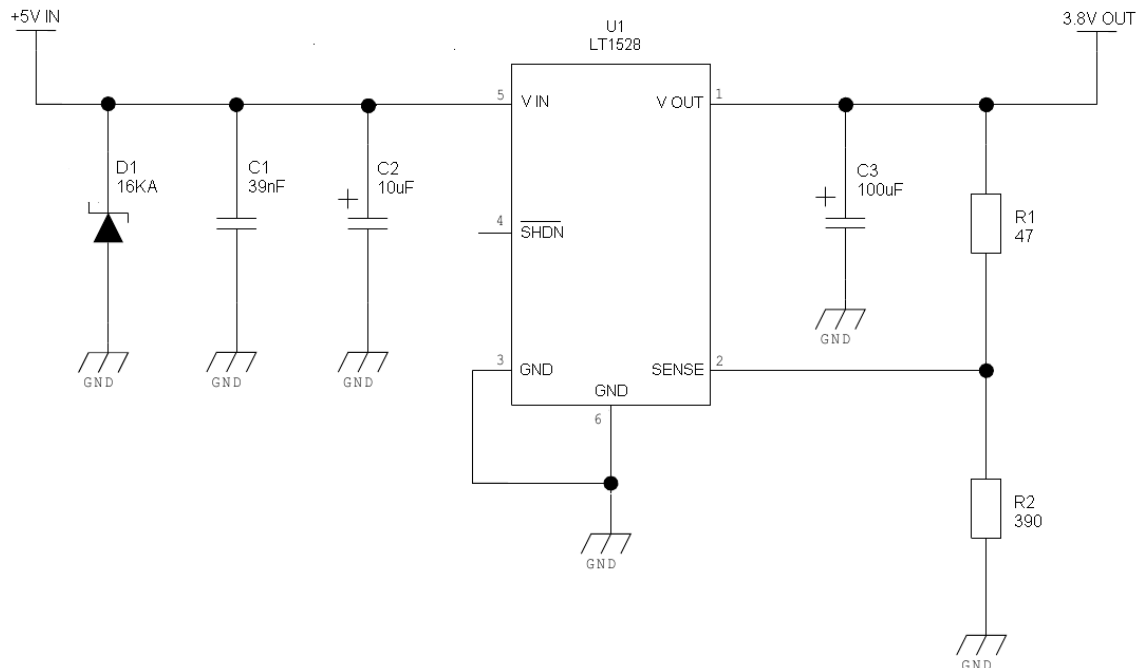 +5V IN
U1
LT1528
3.8V OUT
5
V IN
V OUT
1
D1
16KA
C1
39nF
C2
10uF
+
4
SHDN
C3
100uF
+
R1
47
GND
3
GND
SENSE
2
GND
GND
GND
GND
6
R2
390
GND
GND